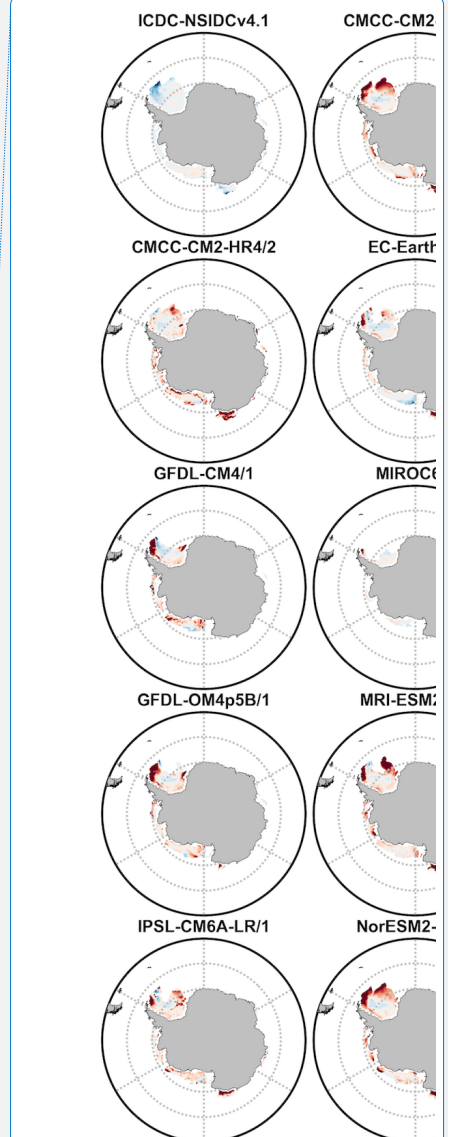 ICDC-NSIDCv4.1 CMCC-CM2-
CMCC-CM2-HR4/2 EC-Earth
GFDL-CM4/1 MIROC6
GFDL-OM4p5B/1 MRI-ESM2
IPSL-CM6A-LR/1 NorESM2-